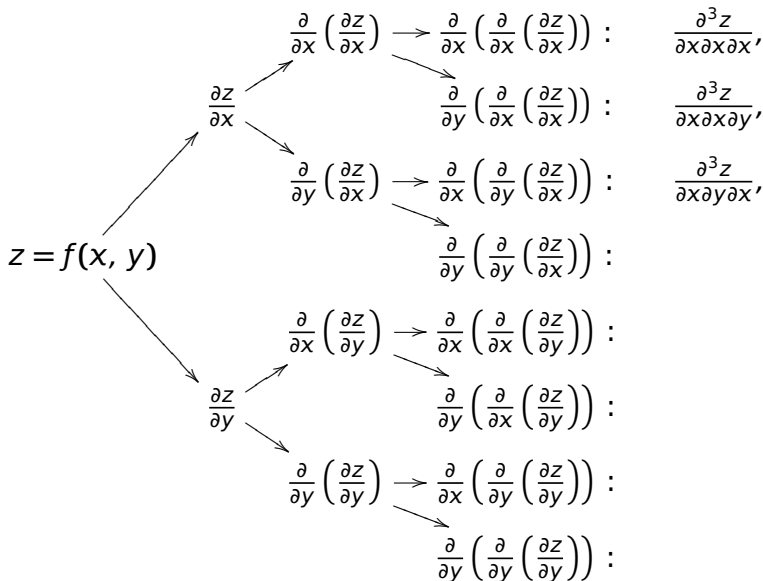 ∂/∂x (∂z/∂x) → ∂/∂x (∂/∂x (∂z/∂x)) : ∂³z/∂x∂x∂x,
∂z/∂x ∂/∂y (∂/∂x (∂z/∂x)) : ∂³z/∂x∂x∂y,
∂/∂y (∂z/∂x) → ∂/∂x (∂/∂y (∂z/∂x)) : ∂³z/∂x∂y∂x,
z = f(x, y) ∂/∂y (∂/∂y (∂z/∂x)) :
∂/∂x (∂z/∂y) → ∂/∂x (∂/∂x (∂z/∂y)) :
∂z/∂y ∂/∂y (∂/∂x (∂z/∂y)) :
∂/∂y (∂z/∂y) → ∂/∂x (∂/∂y (∂z/∂y)) :
∂/∂y (∂/∂y (∂z/∂y)) :